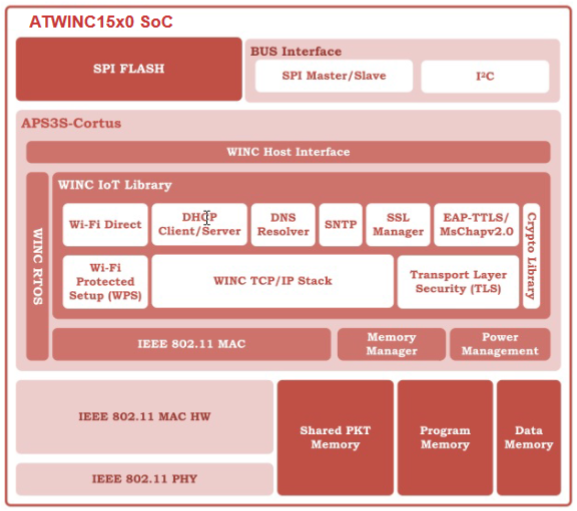 ATWINC15x0 SoC
SPI FLASH
BUS Interface
SPI Master/Slave
I²C
APS3S-Cortus
WINC Host Interface
WINC RTOS
WINC IoT Library
Wi-Fi Direct
DHCP
Client/Server
DNS
Resolver
SNTP
SSL
Manager
EAP-TTLS/
MsChapv2.0
Crypto Library
Wi-Fi
Protected
Setup (WPS)
WINC TCP/IP Stack
Transport Layer
Security (TLS)
IEEE 802.11 MAC
Memory
Manager
Power
Management
IEEE 802.11 MAC HW
Shared PKT
Memory
Program
Memory
Data
Memory
IEEE 802.11 PHY